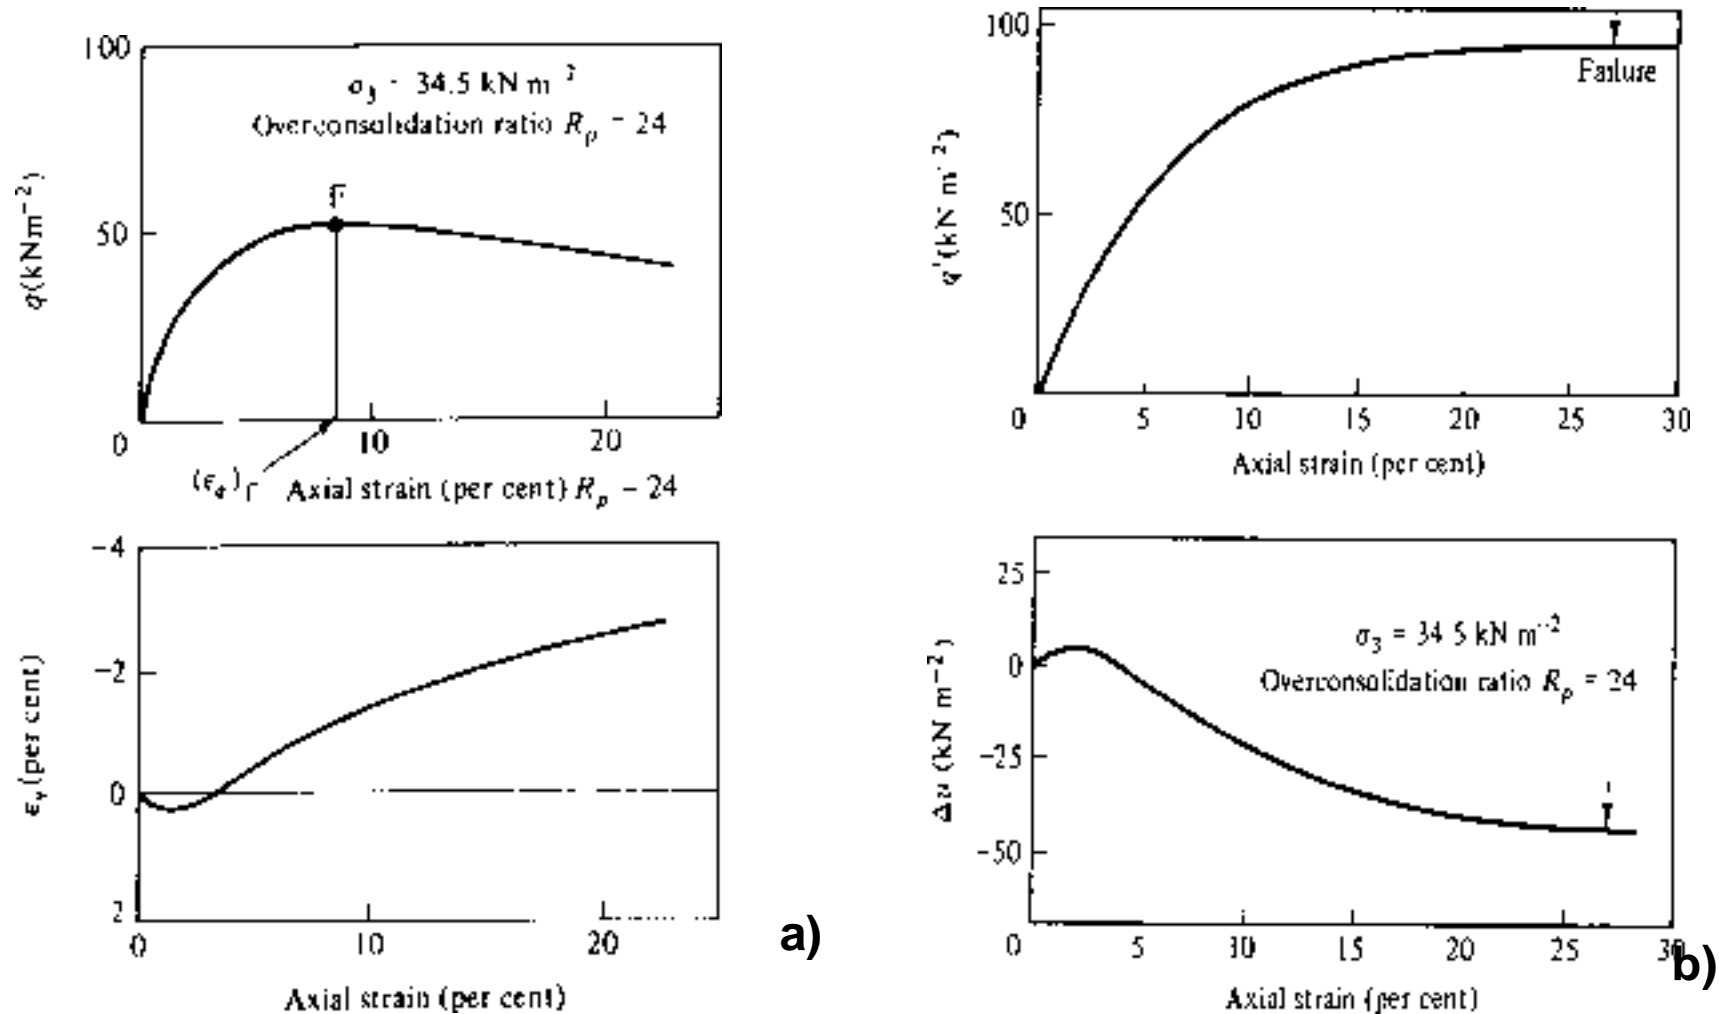 100
σ3 - 34.5 kN m-2
Overconsolidation ratio Rp = 24
F
q (kNm−2)
50
0
10
20
(εa)f
Axial strain (per cent) Rp − 24
−4
−2
εv (per cent)
0
2
0
10
20
Axial strain (per cent)
a)
100
Failure
q' (kN m-2)
50
0
5
10
15
20
25
30
Axial strain (per cent)
25
σ3 = 34 5 kN m-2
0
Overconsolidation ratio Rp = 24
Δu (kN m−2)
−25
−50
0
5
10
15
20
25
30
b)
Axial strain (per cent)